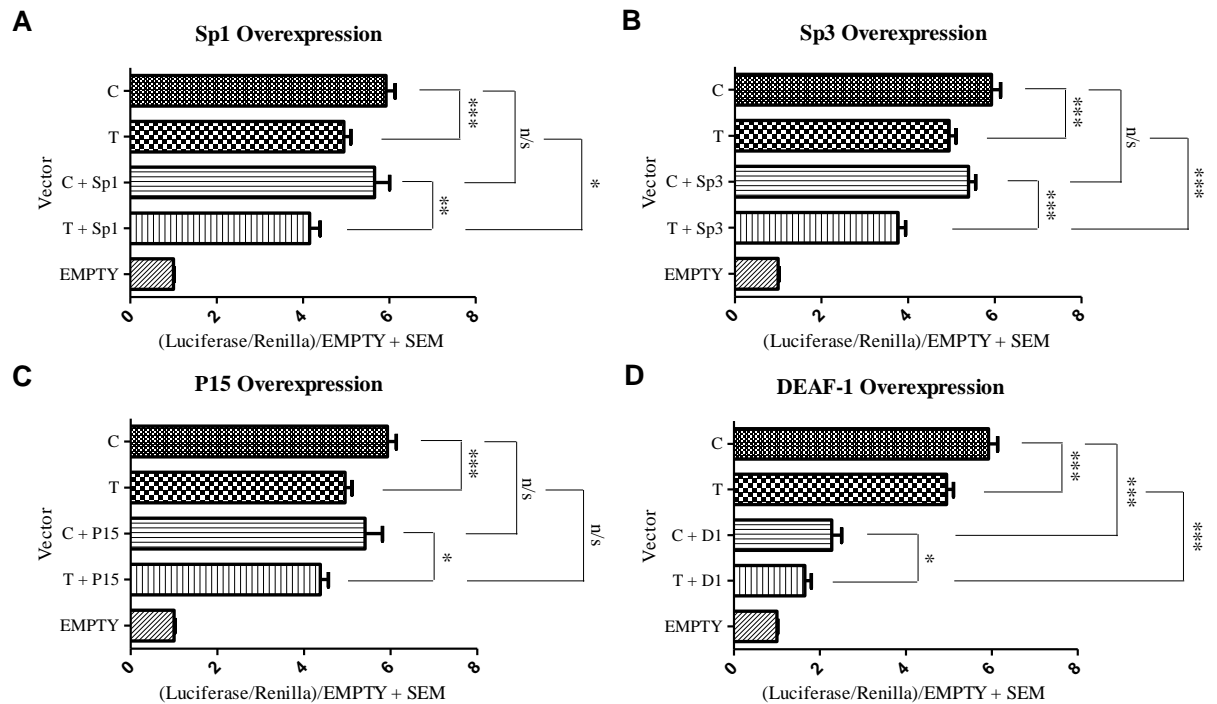 A
Sp1 Overexpression
Vector
C
T
C + Sp1
T + Sp1
EMPTY
***
**
n/s
*
0 2 4 6 8
(Luciferase/Renilla)/EMPTY + SEM
B
Sp3 Overexpression
Vector
C
T
C + Sp3
T + Sp3
EMPTY
***
***
n/s
***
0 2 4 6 8
(Luciferase/Renilla)/EMPTY + SEM
C
P15 Overexpression
Vector
C
T
C + P15
T + P15
EMPTY
***
*
n/s
n/s
0 2 4 6 8
(Luciferase/Renilla)/EMPTY + SEM
D
DEAF-1 Overexpression
Vector
C
T
C + D1
T + D1
EMPTY
***
*
***
***
0 2 4 6 8
(Luciferase/Renilla)/EMPTY + SEM